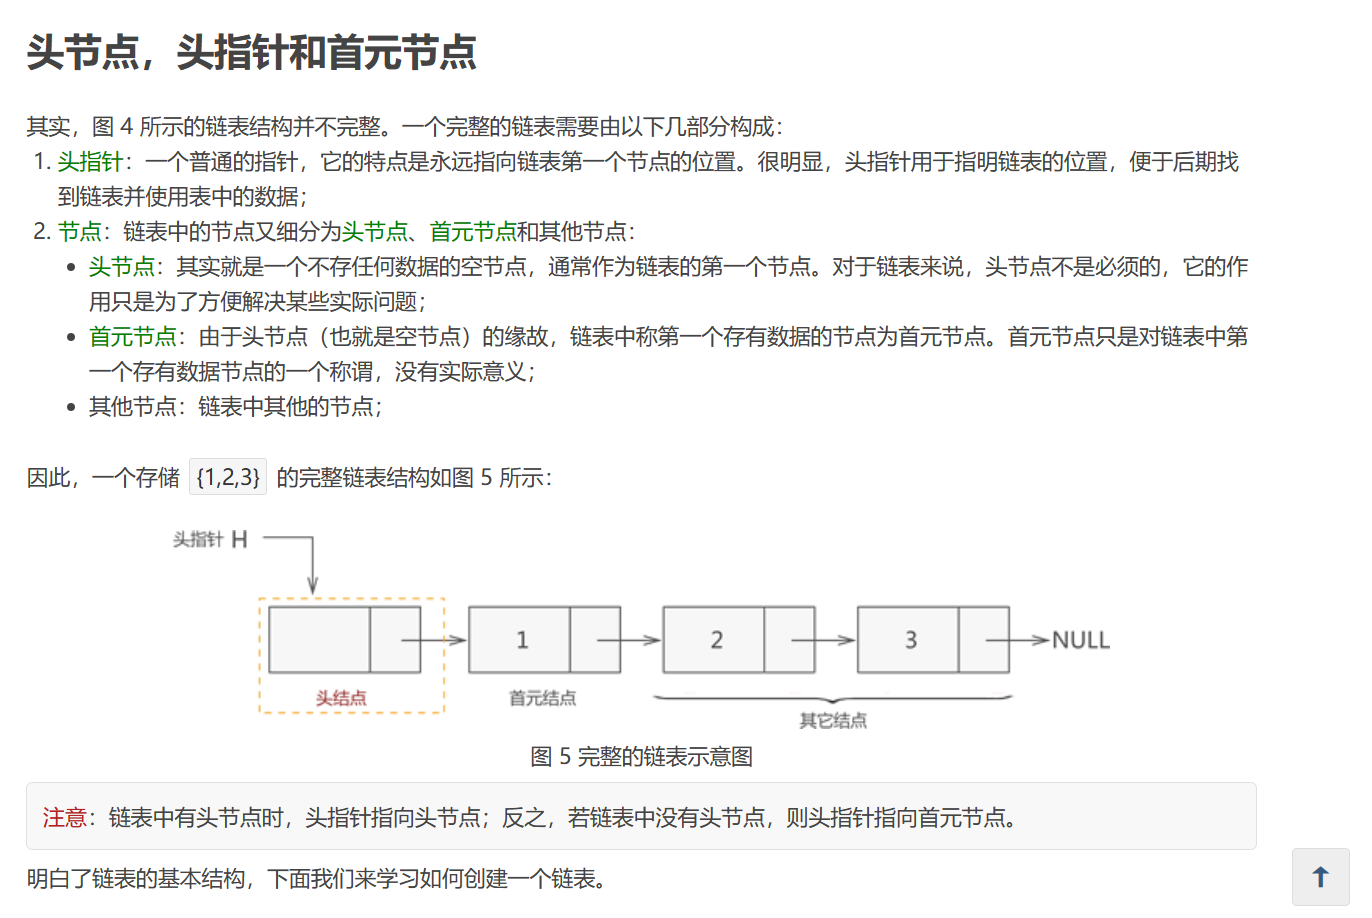 头节点，头指针和首元节点
其实，图 4 所示的链表结构并不完整。一个完整的链表需要由以下几部分构成：
1. 头指针：一个普通的指针，它的特点是永远指向链表第一个节点的位置。很明显，头指针用于指明链表的位置，便于后期找
到链表并使用表中的数据；
2. 节点：链表中的节点又细分为头节点、首元节点和其他节点：
• 头节点：其实就是一个不存任何数据的空节点，通常作为链表的第一个节点。对于链表来说，头节点不是必须的，它的作
用只是为了方便解决某些实际问题；
• 首元节点：由于头节点（也就是空节点）的缘故，链表中称第一个存有数据的节点为首元节点。首元节点只是对链表中第
一个存有数据节点的一个称谓，没有实际意义；
• 其他节点：链表中其他的节点；
因此，一个存储 {1,2,3} 的完整链表结构如图 5 所示：
头指针 H
1 2 3 NULL
头结点 首元结点
其它结点
图 5 完整的链表示意图
注意：链表中有头节点时，头指针指向头节点；反之，若链表中没有头节点，则头指针指向首元节点。
明白了链表的基本结构，下面我们来学习如何创建一个链表。